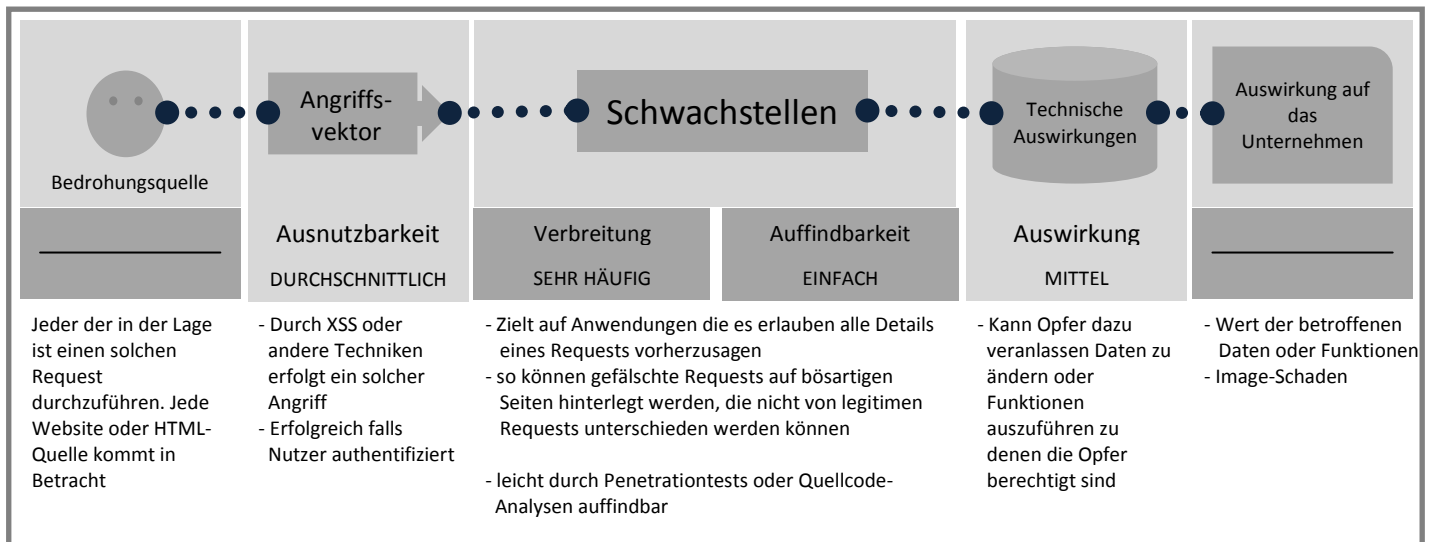 Bedrohungsquelle
Angriffs-
vektor
Schwachstellen
Technische
Auswirkungen
Auswirkung auf
das
Unternehmen
Ausnutzbarkeit
DURCHSCHNITTLICH
Verbreitung
SEHR HÄUFIG
Auffindbarkeit
EINFACH
Auswirkung
MITTEL
Jeder der in der Lage
ist einen solchen
Request
durchzuführen. Jede
Website oder HTML-
Quelle kommt in
Betracht
- Durch XSS oder
andere Techniken
erfolgt ein solcher
Angriff
- Erfolgreich falls
Nutzer authentifiziert
- Zielt auf Anwendungen die es erlauben alle Details
eines Requests vorherzusagen
- so können gefälschte Requests auf bösartigen
Seiten hinterlegt werden, die nicht von legitimen
Requests unterschieden werden können
- leicht durch Penetrationtests oder Quellcode-
Analysen auffindbar
- Kann Opfer dazu
veranlassen Daten zu
ändern oder
Funktionen
auszuführen zu
denen die Opfer
berechtigt sind
- Wert der betroffenen
Daten oder Funktionen
- Image-Schaden